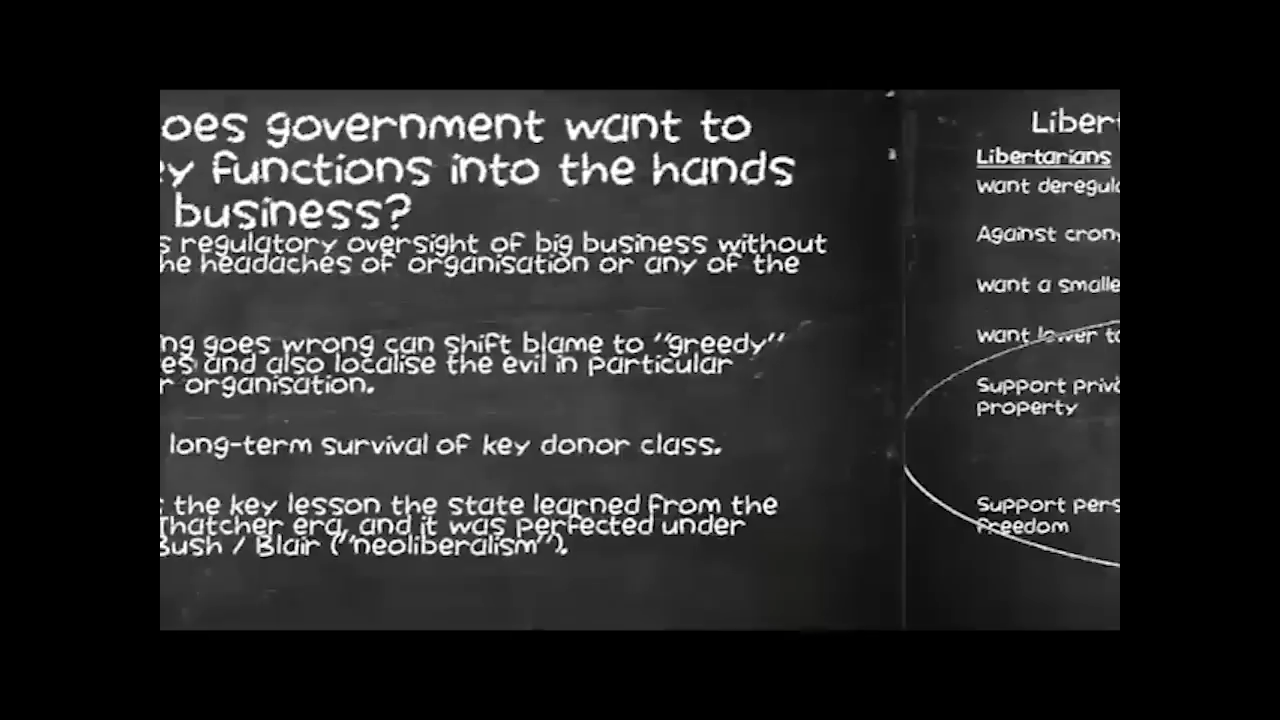 oes government want to
ey functions into the hands
business?
s regulatory oversight of big business without
he headaches of organisation or any of the
ng goes wrong can shift blame to "greedy"
es and also localise the evil in particular
r organisation.
long-term survival of key donor class.
the key lesson the state learned from the
Thatcher era, and it was perfected under
Bush / Blair ("neoliberalism").
Libert
Libertarians
want deregula
Against crony
want a smalle
want lower ta
Support priva
property
Support pers
freedom